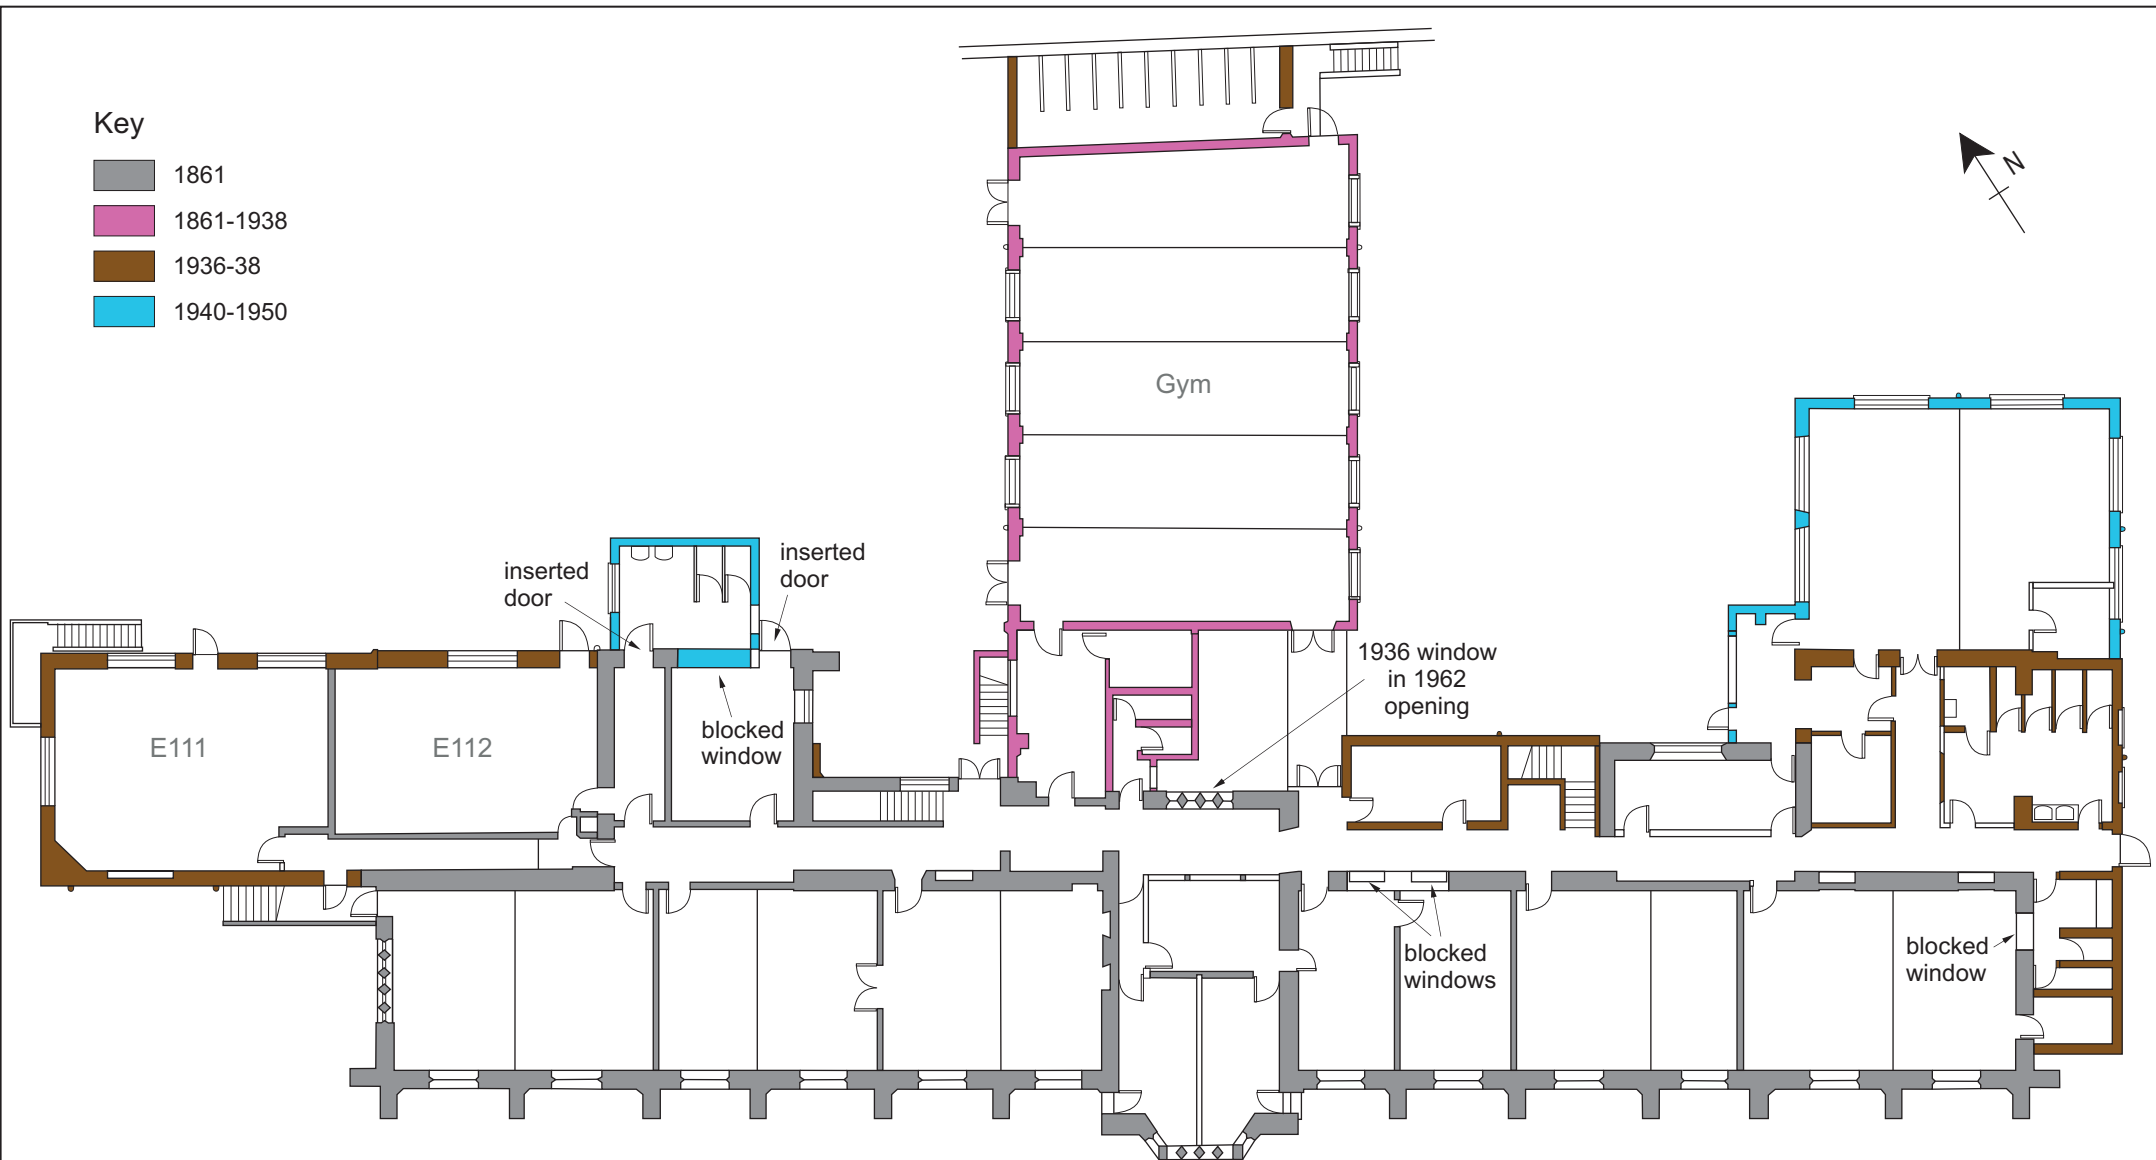 Key
1861
1861-1938
1936-38
1940-1950
N
Gym
inserted
door
inserted
door
blocked
window
E111
E112
1936 window
in 1962
opening
blocked
windows
blocked
window